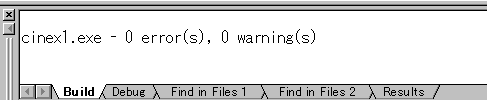 cinex1.exe - 0 error(s), 0 warning(s)
Build Debug Find in Files 1 Find in Files 2 Results